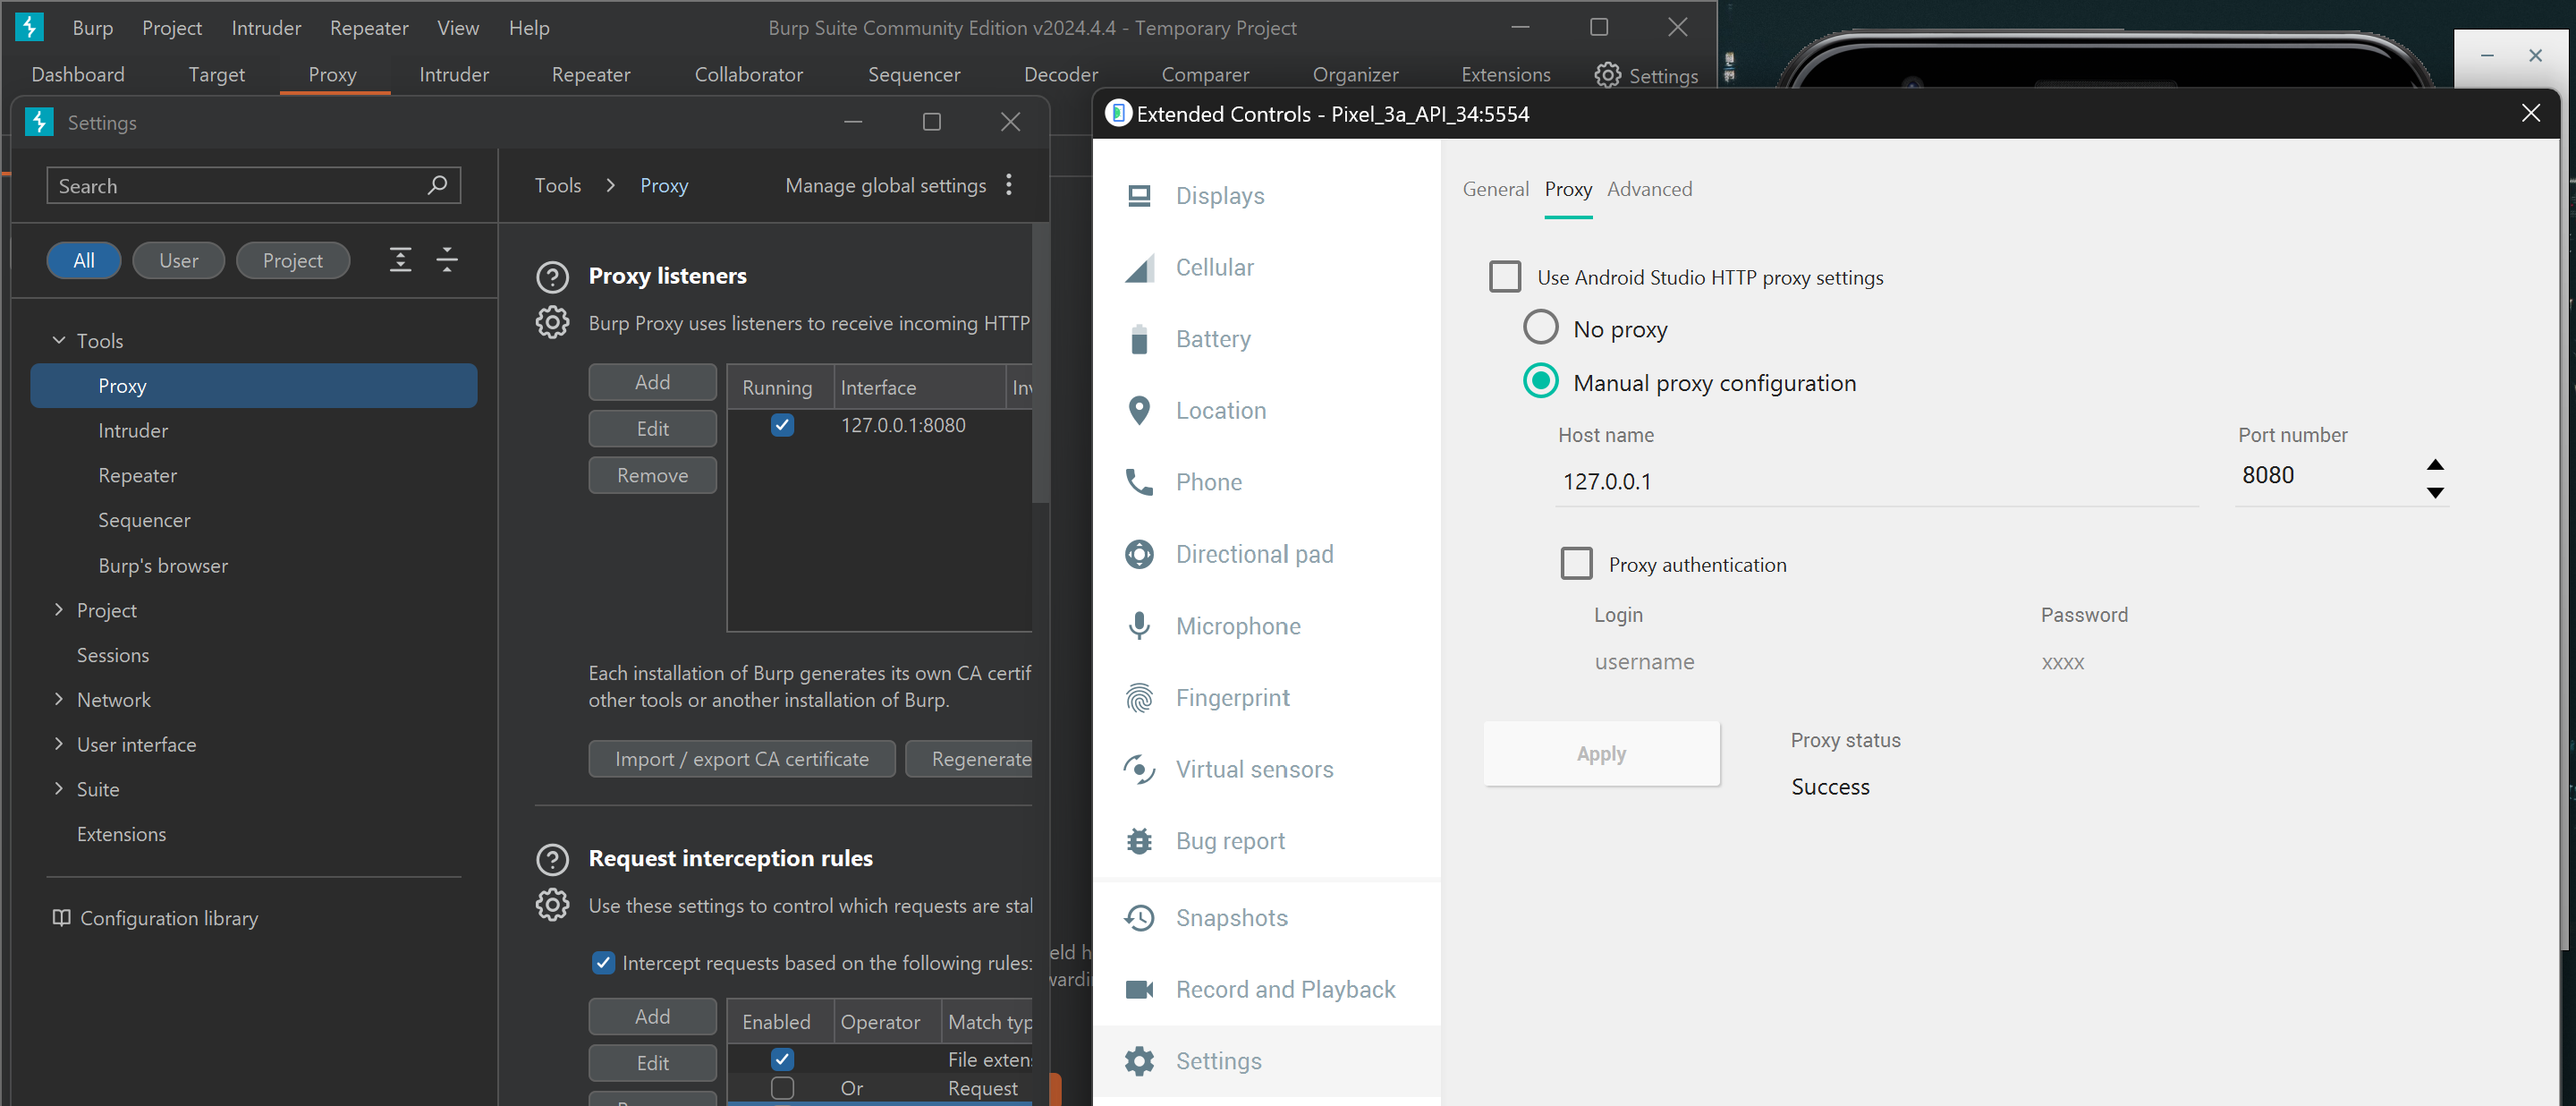 Burp Project Intruder Repeater View Help
Burp Suite Community Edition v2024.4.4 - Temporary Project
Dashboard Target Proxy Intruder Repeater Collaborator Sequencer Decoder Comparer Organizer Extensions Settings
Settings
Search
All User Project
Tools
Proxy
Intruder
Repeater
Sequencer
Burp's browser
Project
Sessions
Network
User interface
Suite
Extensions
Configuration library
Tools > Proxy Manage global settings
Proxy listeners
Burp Proxy uses listeners to receive incoming HTTP
Add
Edit
Remove
Running Interface Inv
127.0.0.1:8080
Each installation of Burp generates its own CA certif
other tools or another installation of Burp.
Import / export CA certificate Regenerate
Request interception rules
Use these settings to control which requests are stal
Intercept requests based on the following rules:
Add
Edit
Enabled Operator Match typ
File exten
Or Request
eld h
wardi
Extended Controls - Pixel_3a_API_34:5554
Displays
Cellular
Battery
Location
Phone
Directional pad
Microphone
Fingerprint
Virtual sensors
Bug report
Snapshots
Record and Playback
Settings
General Proxy Advanced
Use Android Studio HTTP proxy settings
No proxy
Manual proxy configuration
Host name Port number
127.0.0.1 8080
Proxy authentication
Login Password
username xxxx
Apply
Proxy status
Success